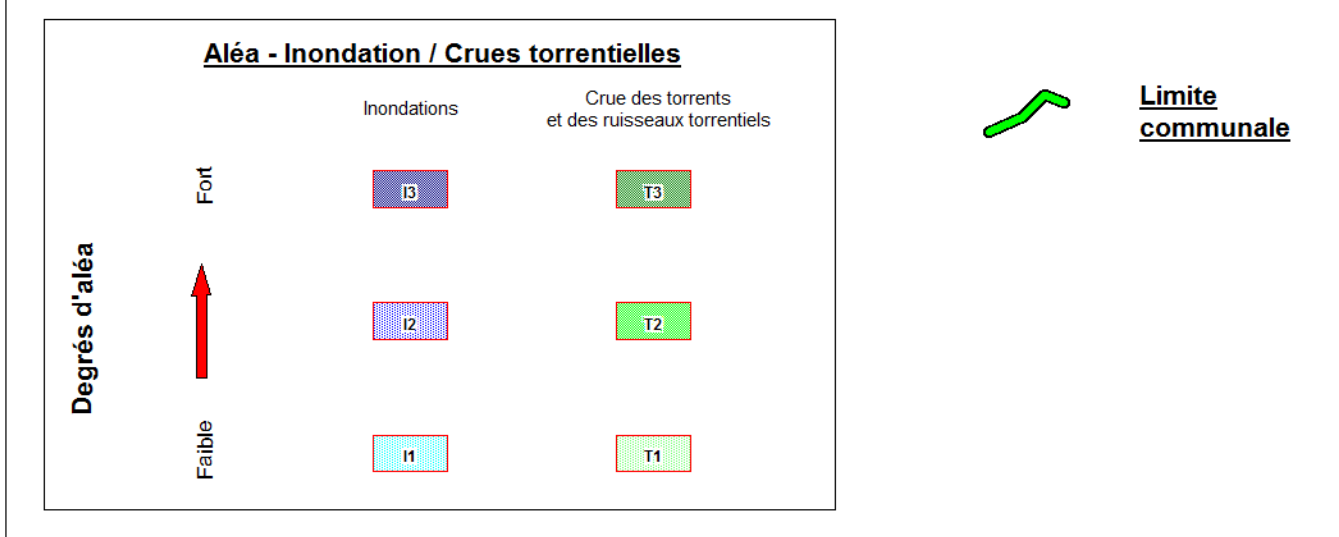 Aléa - Inondation / Crues torrentielles
Inondations
Crue des torrents
et des ruisseaux torrentiels
Limite
communale
Degrés d'aléa
Fort
I3
T3
I2
T2
Faible
I1
T1